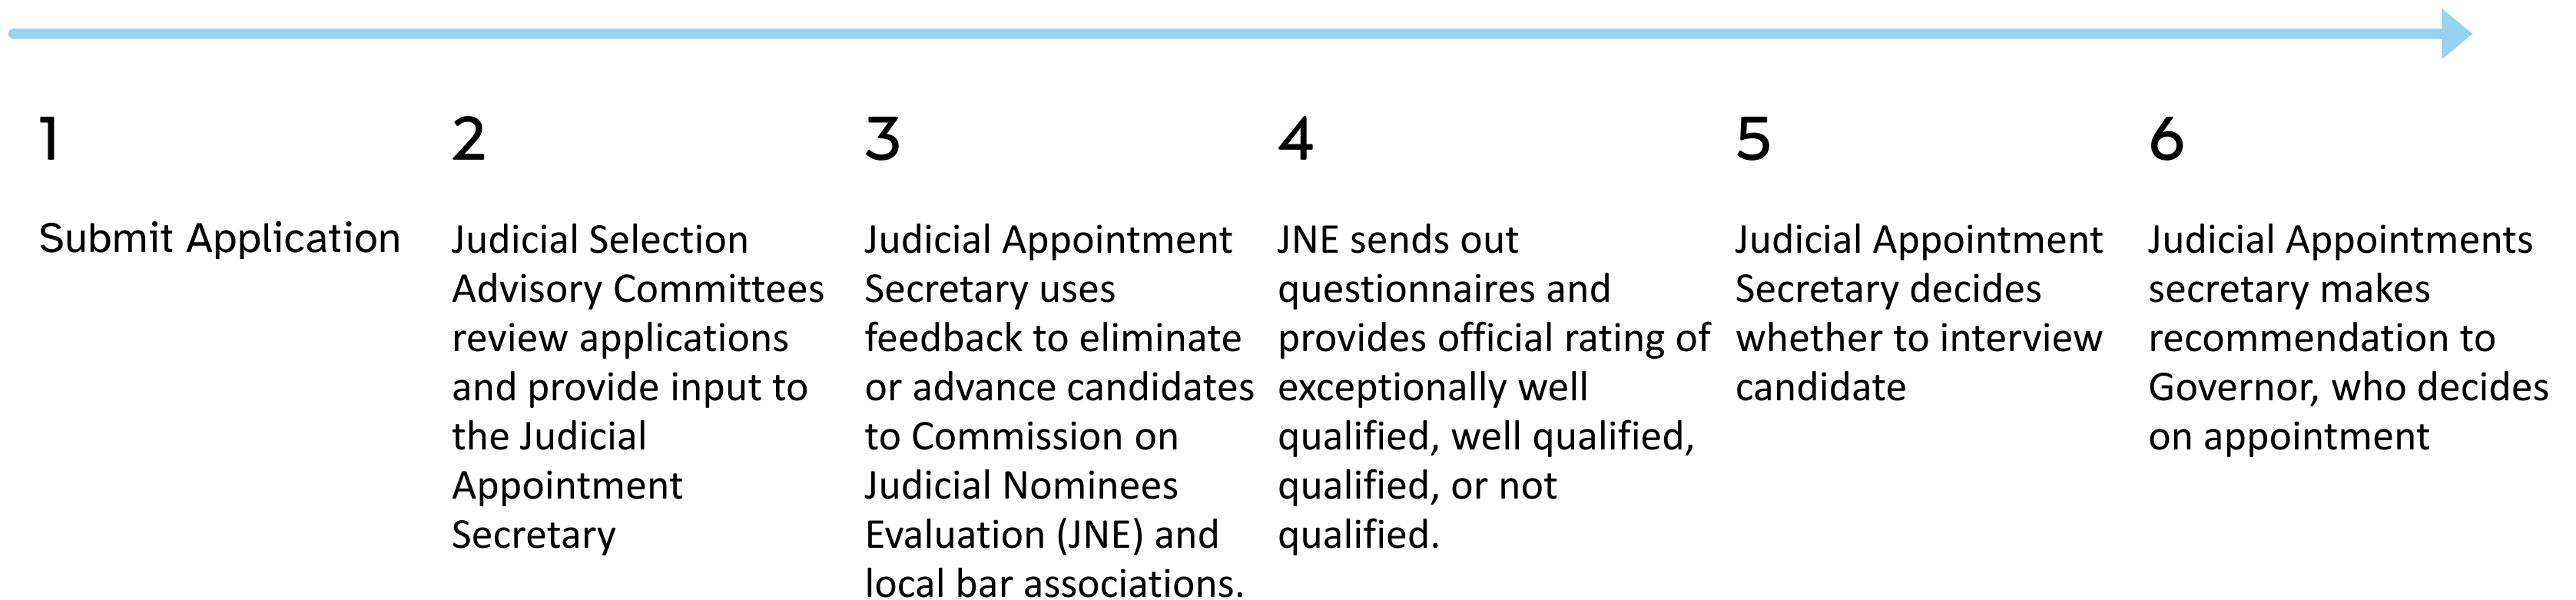 1
Submit Application
2
Judicial Selection
Advisory Committees
review applications
and provide input to
the Judicial
Appointment
Secretary
3
Judicial Appointment
Secretary uses
feedback to eliminate
or advance candidates
to Commission on
Judicial Nominees
Evaluation (JNE) and
local bar associations.
4
JNE sends out
questionnaires and
provides official rating of
exceptionally well
qualified, well qualified,
qualified, or not
qualified.
5
Judicial Appointment
Secretary decides
whether to interview
candidate
6
Judicial Appointments
secretary makes
recommendation to
Governor, who decides
on appointment